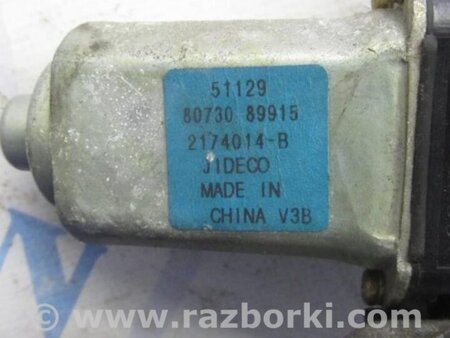 51129
80730 89915
2174014-B
JIDECO
MADE IN
CHINA V3B
© www.razborki.com